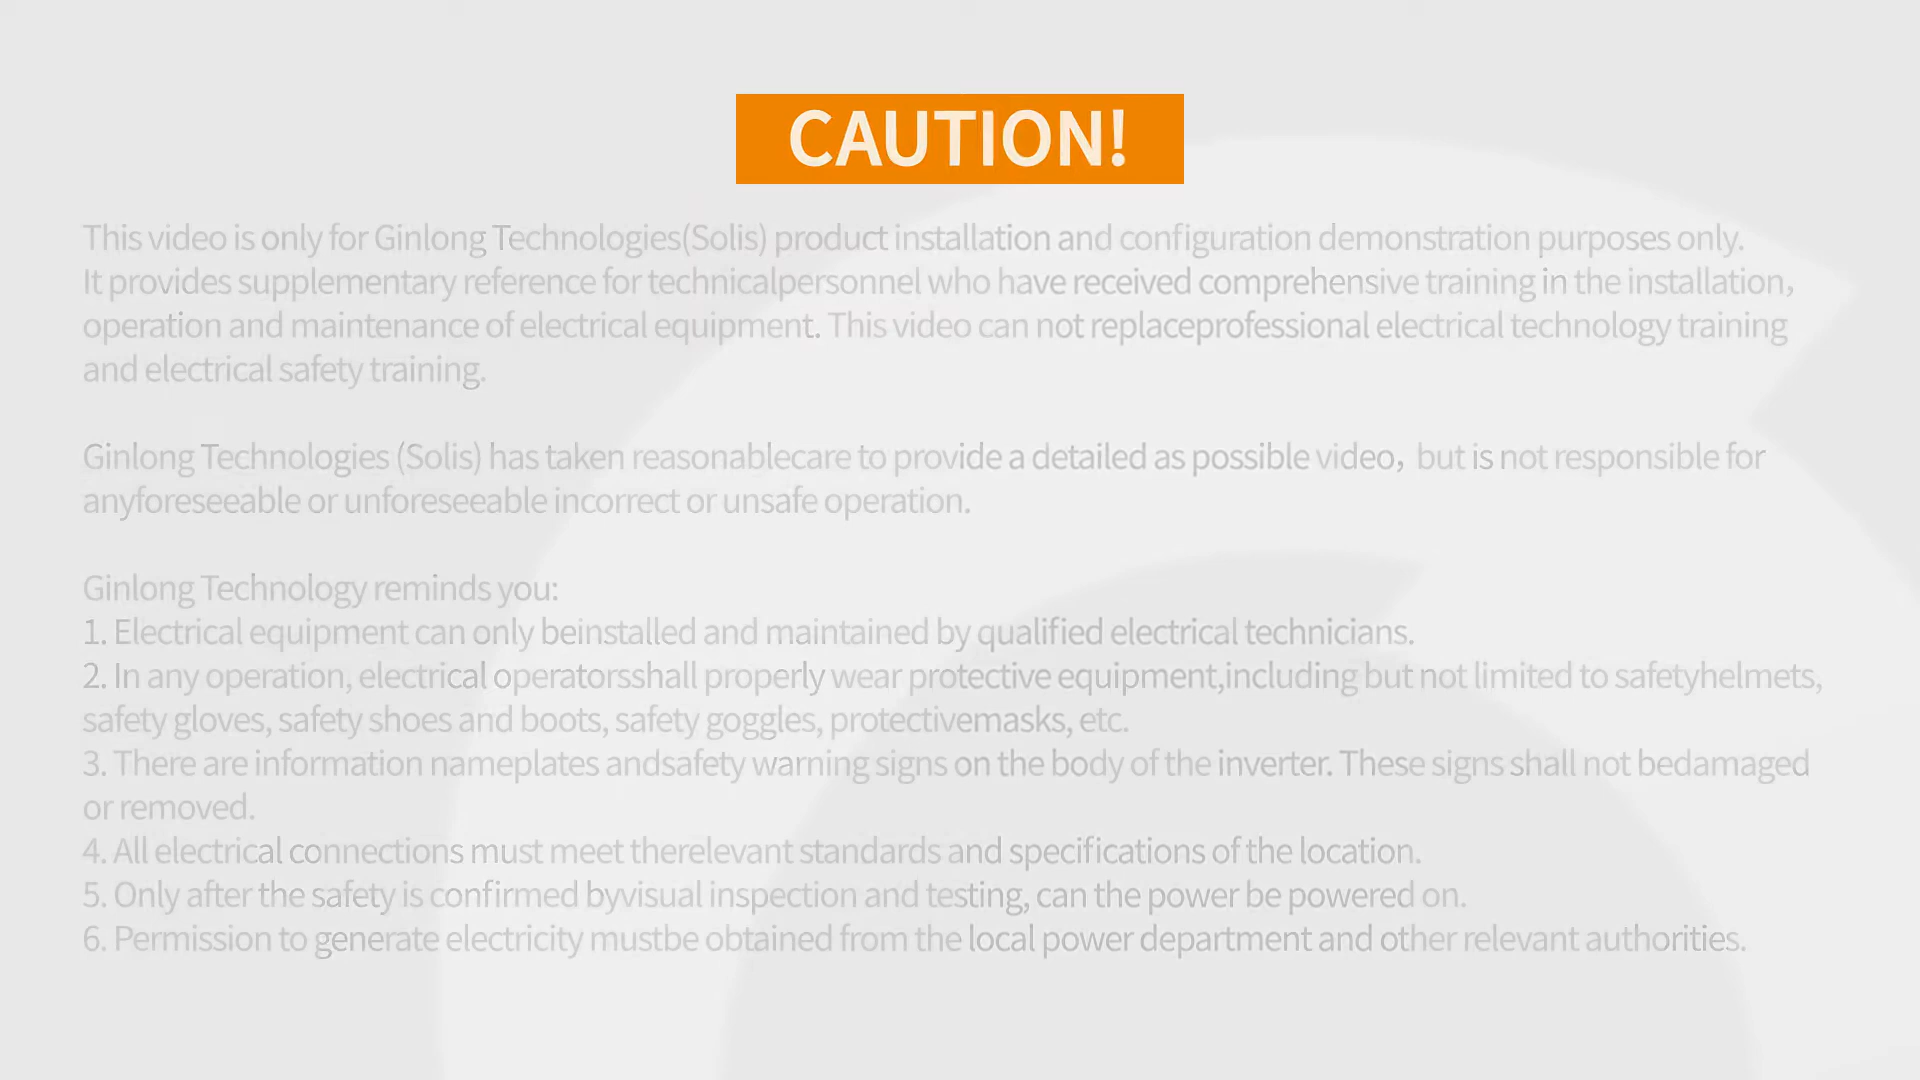 CAUTION!
This video is only for Ginlong Technologies(Solis) product installation and configuration demonstration purposes only.
It provides supplementary reference for technicalpersonnel who have received comprehensive training in the installation,
operation and maintenance of electrical equipment. This video can not replaceprofessional electrical technology training
and electrical safety training.
Ginlong Technologies (Solis) has taken reasonablecare to provide a detailed as possible video，but is not responsible for
anyforeseeable or unforeseeable incorrect or unsafe operation.
Ginlong Technology reminds you:
1. Electrical equipment can only beinstalled and maintained by qualified electrical technicians.
2. In any operation, electrical operatorsshall properly wear protective equipment,including but not limited to safetyhelmets,
safety gloves, safety shoes and boots, safety goggles, protectivemasks, etc.
3. There are information nameplates andsafety warning signs on the body of the inverter. These signs shall not bedamaged
or removed.
4. All electrical connections must meet therelevant standards and specifications of the location.
5. Only after the safety is confirmed byvisual inspection and testing, can the power be powered on.
6. Permission to generate electricity mustbe obtained from the local power department and other relevant authorities.